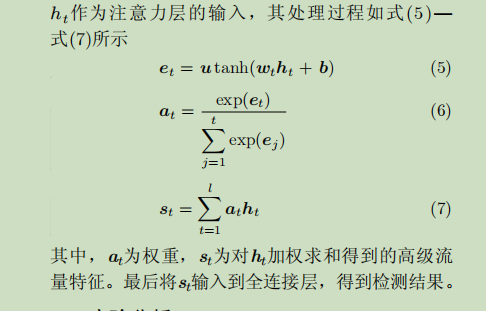 h_t作为注意力层的输入，其处理过程如式(5)—
式(7)所示
e_t = u tanh(w_t h_t + b) (5)
a_t = exp(e_t) / ∑_{j=1}^{t} exp(e_j) (6)
s_t = ∑_{t=1}^{l} a_t h_t (7)
其中，a_t为权重，s_t为对h_t加权求和得到的高级流
量特征。最后将s_t输入到全连接层，得到检测结果。